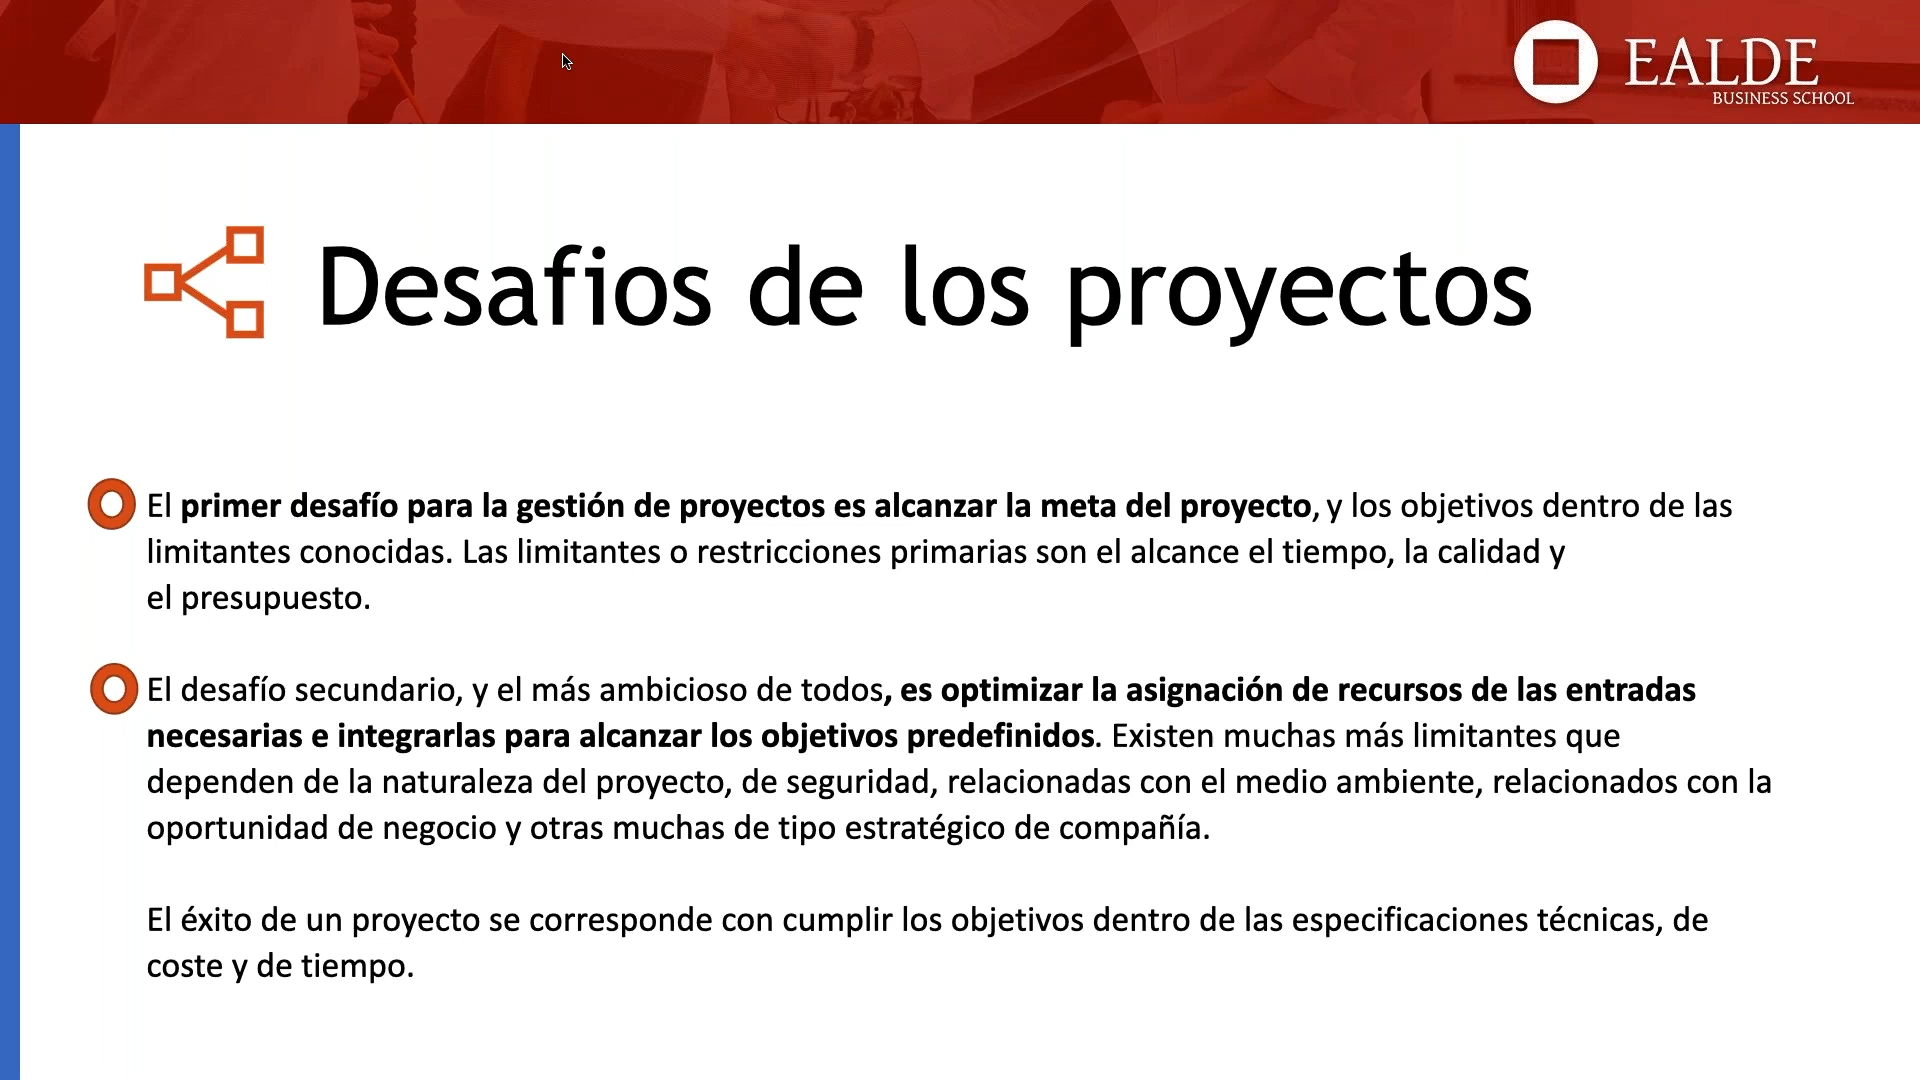 EALDE
BUSINESS SCHOOL
Desafios de los proyectos
El primer desafío para la gestión de proyectos es alcanzar la meta del proyecto, y los objetivos dentro de las
limitantes conocidas. Las limitantes o restricciones primarias son el alcance el tiempo, la calidad y
el presupuesto.
El desafío secundario, y el más ambicioso de todos, es optimizar la asignación de recursos de las entradas
necesarias e integrarlas para alcanzar los objetivos predefinidos. Existen muchas más limitantes que
dependen de la naturaleza del proyecto, de seguridad, relacionadas con el medio ambiente, relacionados con la
oportunidad de negocio y otras muchas de tipo estratégico de compañía.
El éxito de un proyecto se corresponde con cumplir los objetivos dentro de las especificaciones técnicas, de
coste y de tiempo.